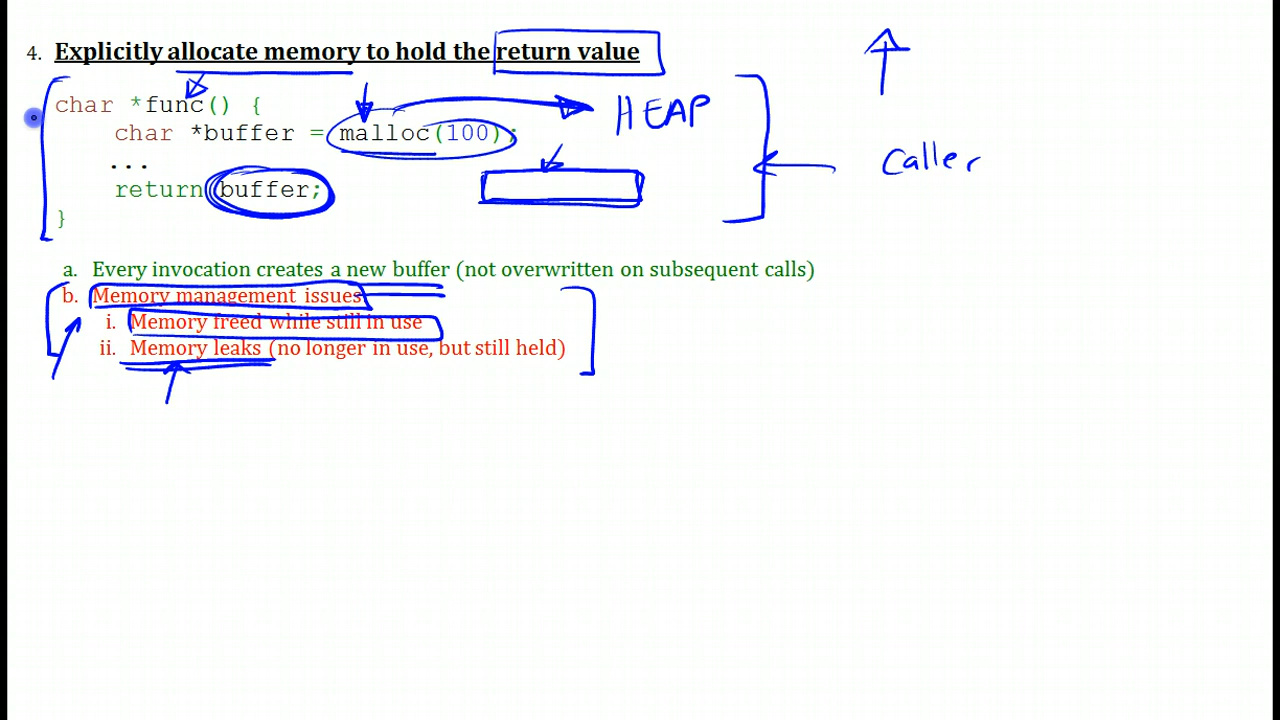 4. Explicitly allocate memory to hold the return value
char *func() {
char *buffer = malloc(100);
...
return buffer;
}
HEAP
caller
a. Every invocation creates a new buffer (not overwritten on subsequent calls)
b. Memory management issues
i. Memory freed while still in use
ii. Memory leaks (no longer in use, but still held)